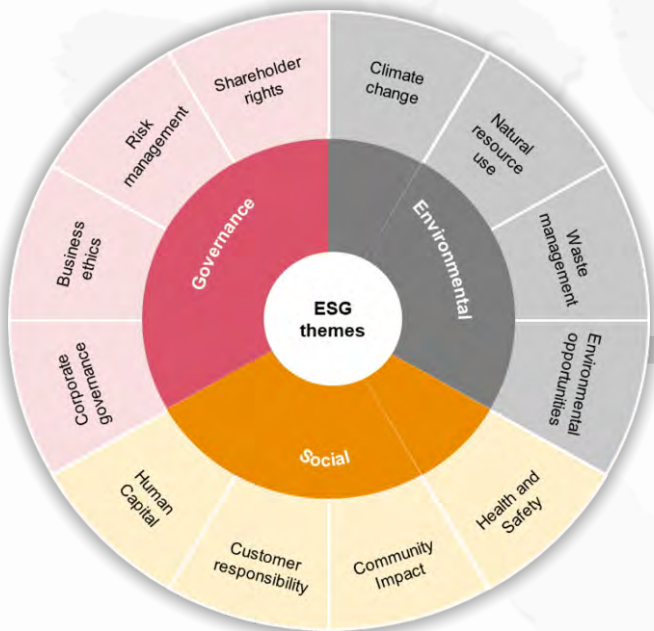 ESG
themes
Environmental
Climate
change
Natural
resource
use
Waste
management
Environmental
opportunities
Social
Health and
Safety
Community
Impact
Customer
responsibility
Human
Capital
Governance
Corporate
governance
Business
ethics
Risk
management
Shareholder
rights